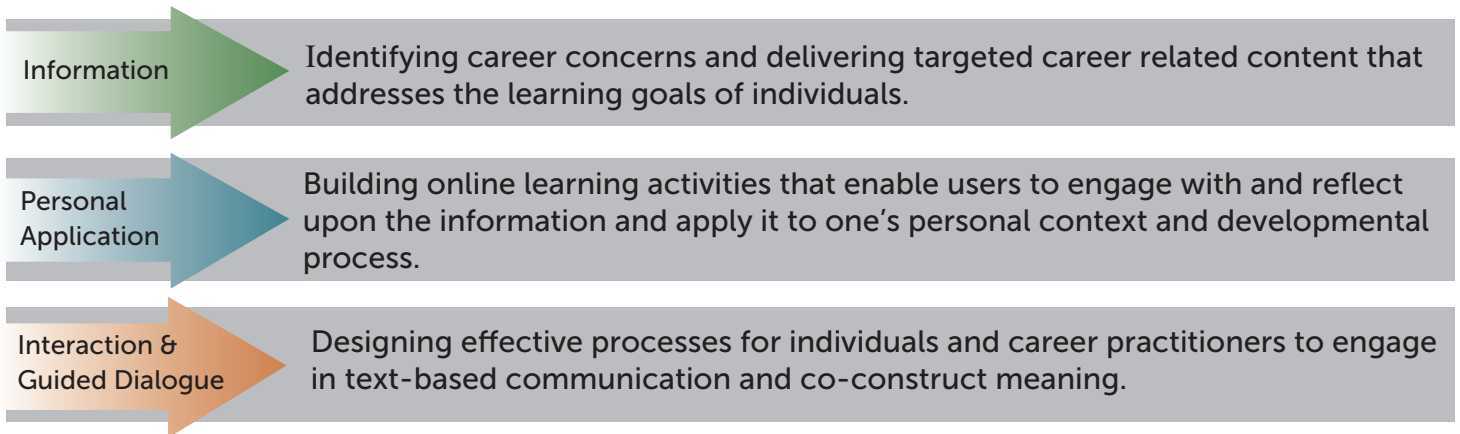 Information
Identifying career concerns and delivering targeted career related content that
addresses the learning goals of individuals.
Personal
Application
Building online learning activities that enable users to engage with and reflect
upon the information and apply it to one’s personal context and developmental
process.
Interaction &
Guided Dialogue
Designing effective processes for individuals and career practitioners to engage
in text-based communication and co-construct meaning.